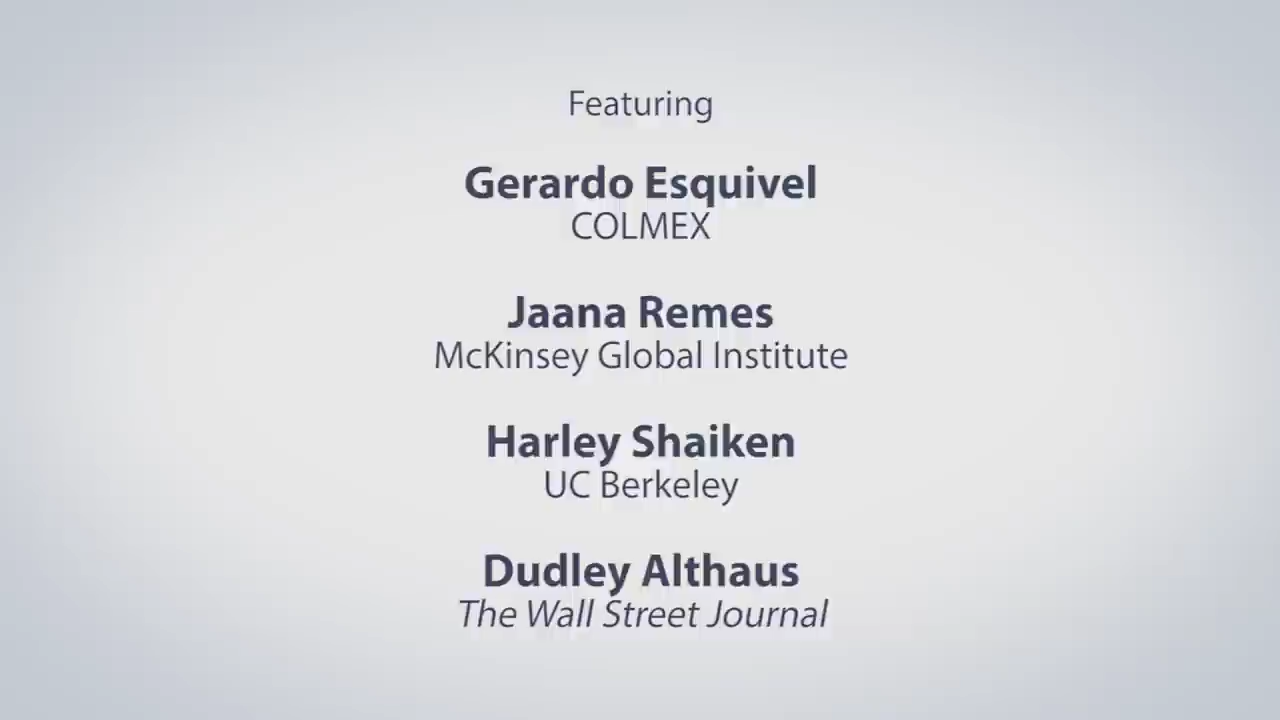 Featuring
Gerardo Esquivel
COLMEX
Jaana Remes
McKinsey Global Institute
Harley Shaiken
UC Berkeley
Dudley Althaus
The Wall Street Journal